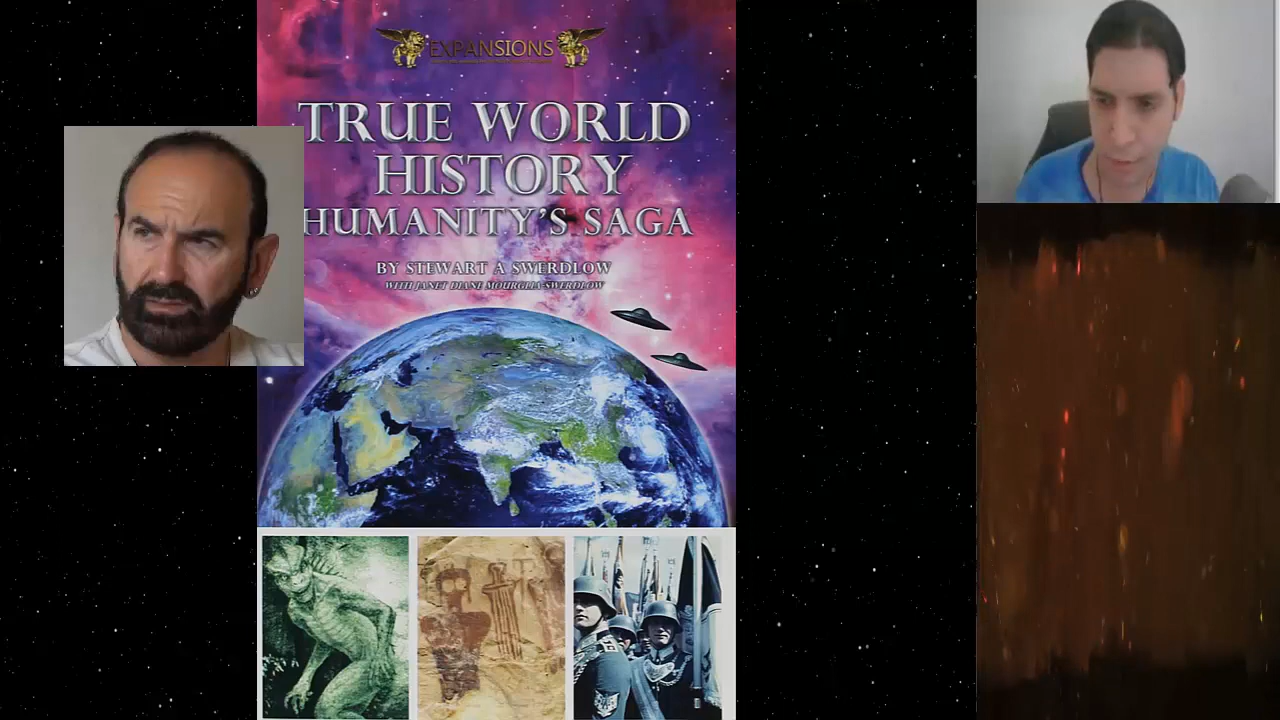 EXPANSIONS
TRUE WORLD
HISTORY
HUMANITY'S SAGA
BY STEWART A SWERDLOW
WITH JANET DIANE MOURGLIA-SWERDLOW